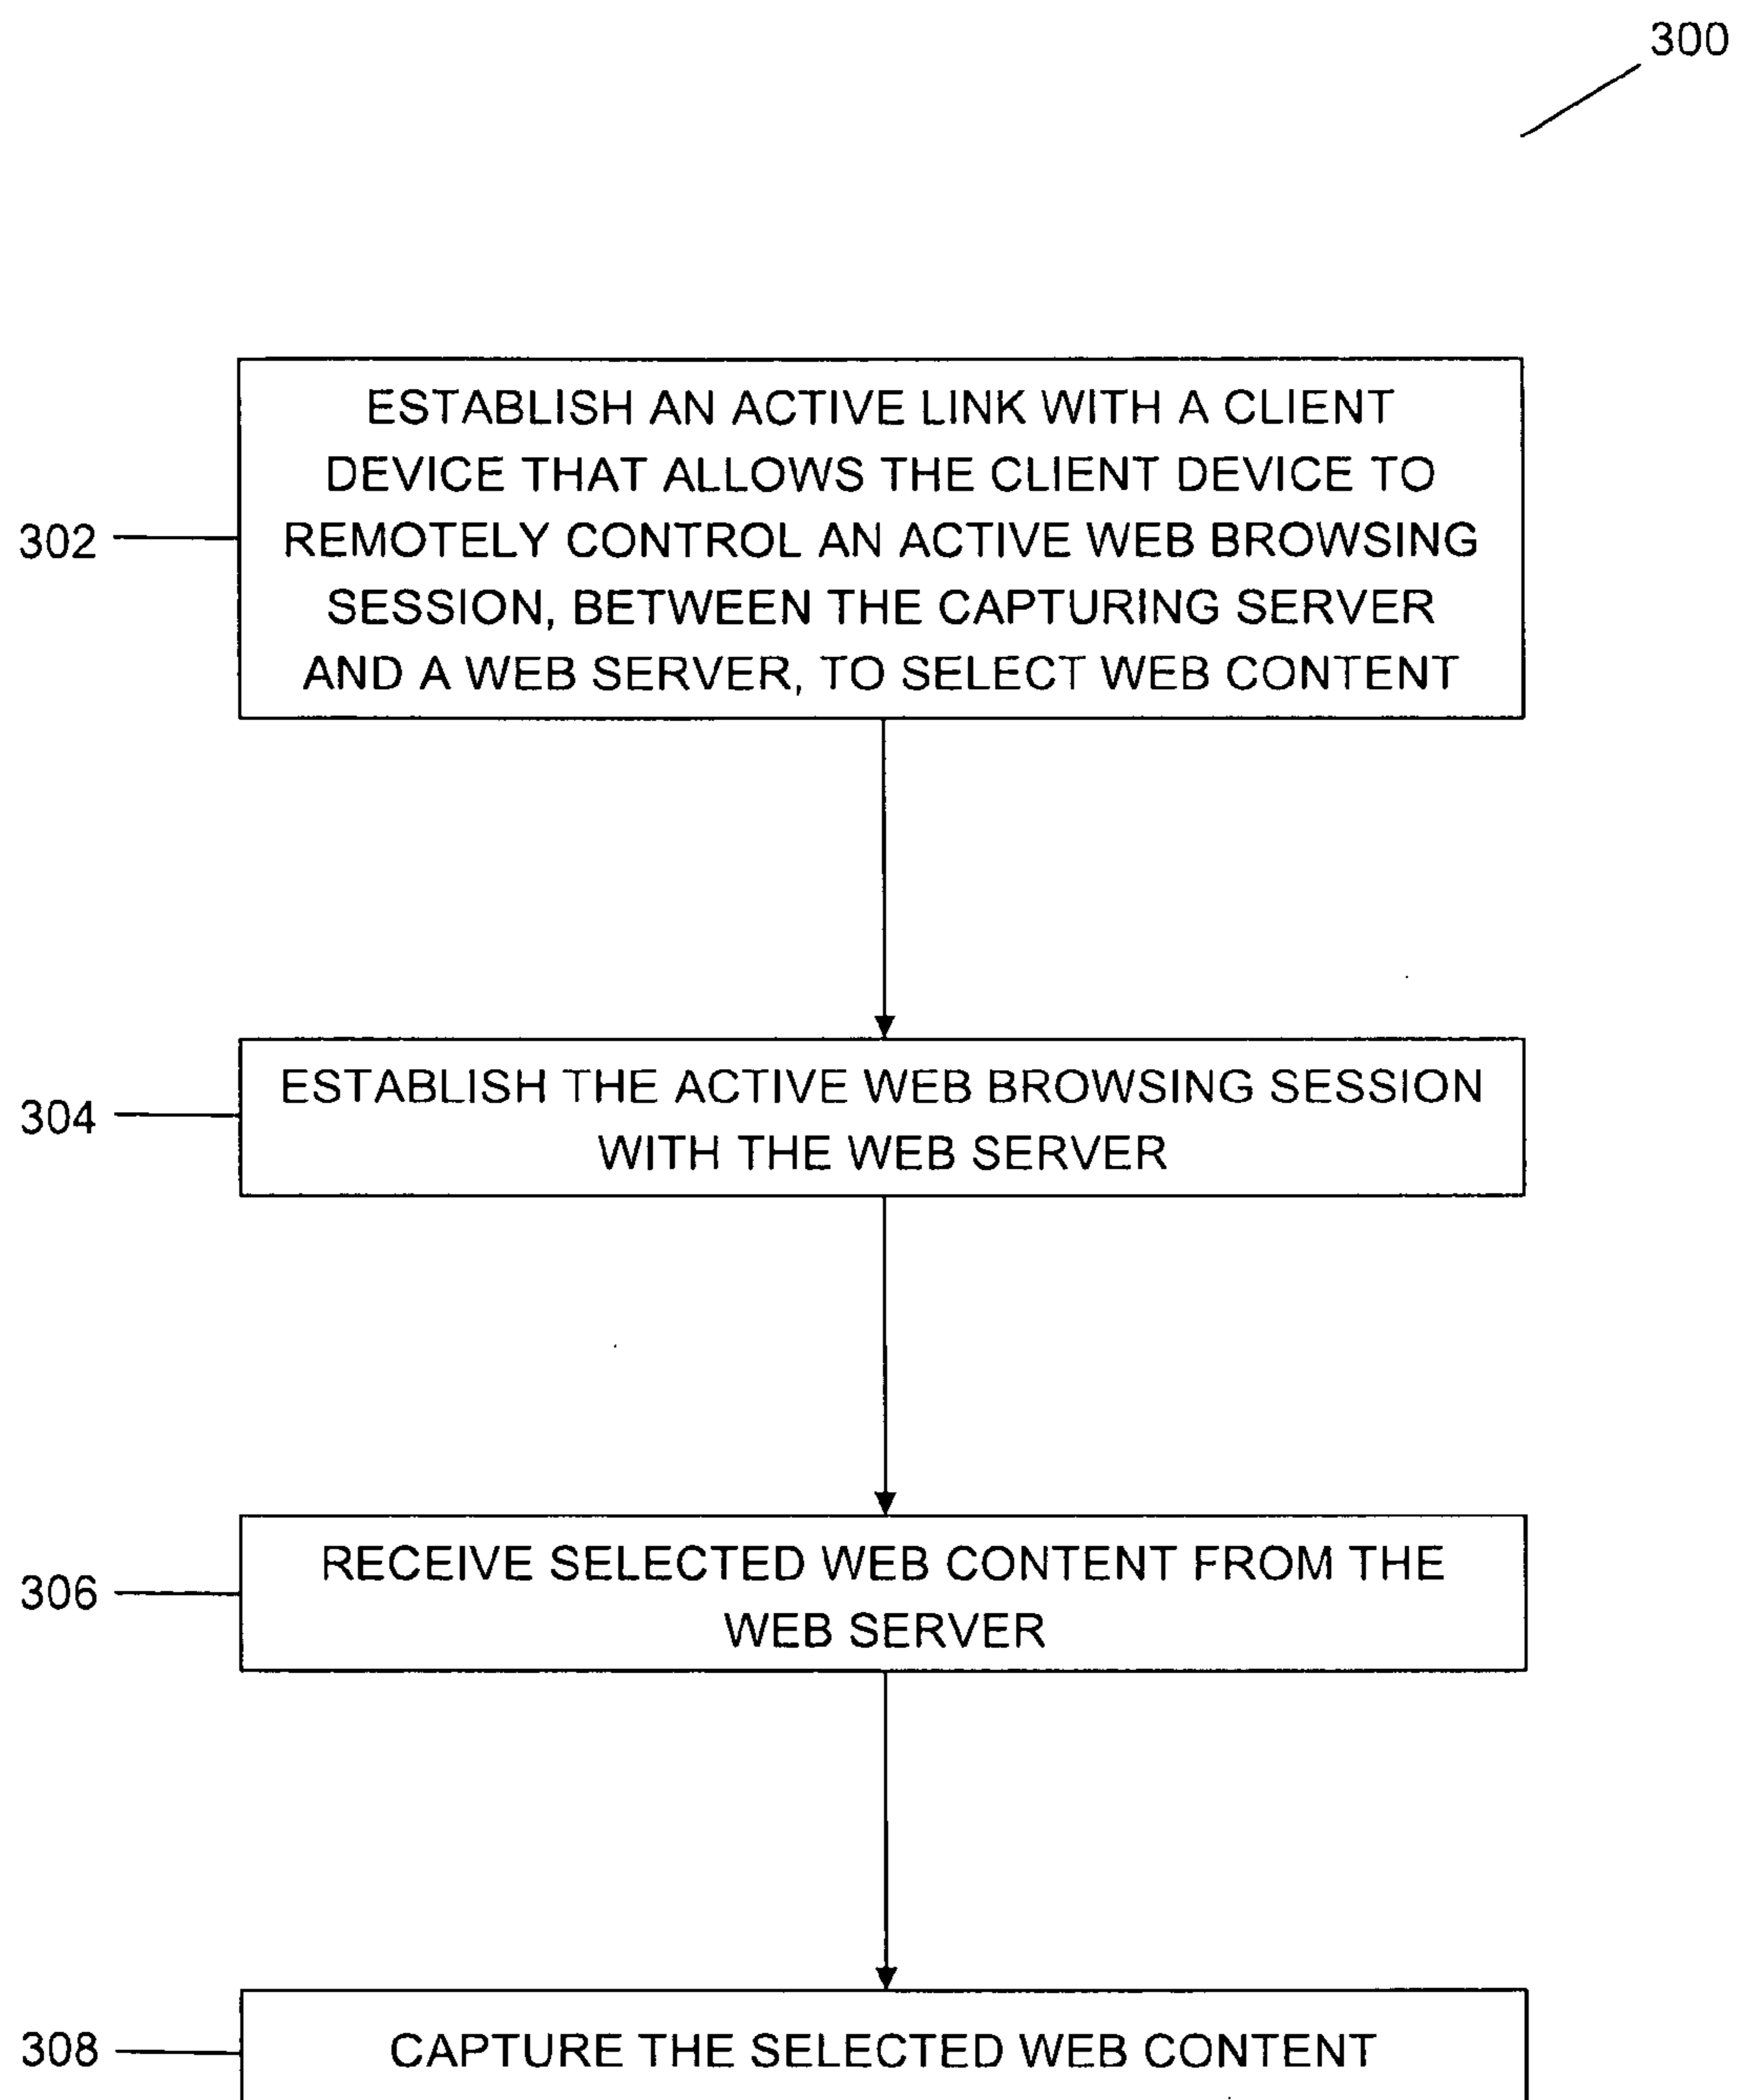 300
ESTABLISH AN ACTIVE LINK WITH A CLIENT
DEVICE THAT ALLOWS THE CLIENT DEVICE TO
REMOTELY CONTROL AN ACTIVE WEB BROWSING
SESSION, BETWEEN THE CAPTURING SERVER
AND A WEB SERVER, TO SELECT WEB CONTENT
302
ESTABLISH THE ACTIVE WEB BROWSING SESSION
WITH THE WEB SERVER
304
RECEIVE SELECTED WEB CONTENT FROM THE
WEB SERVER
306
CAPTURE THE SELECTED WEB CONTENT
308